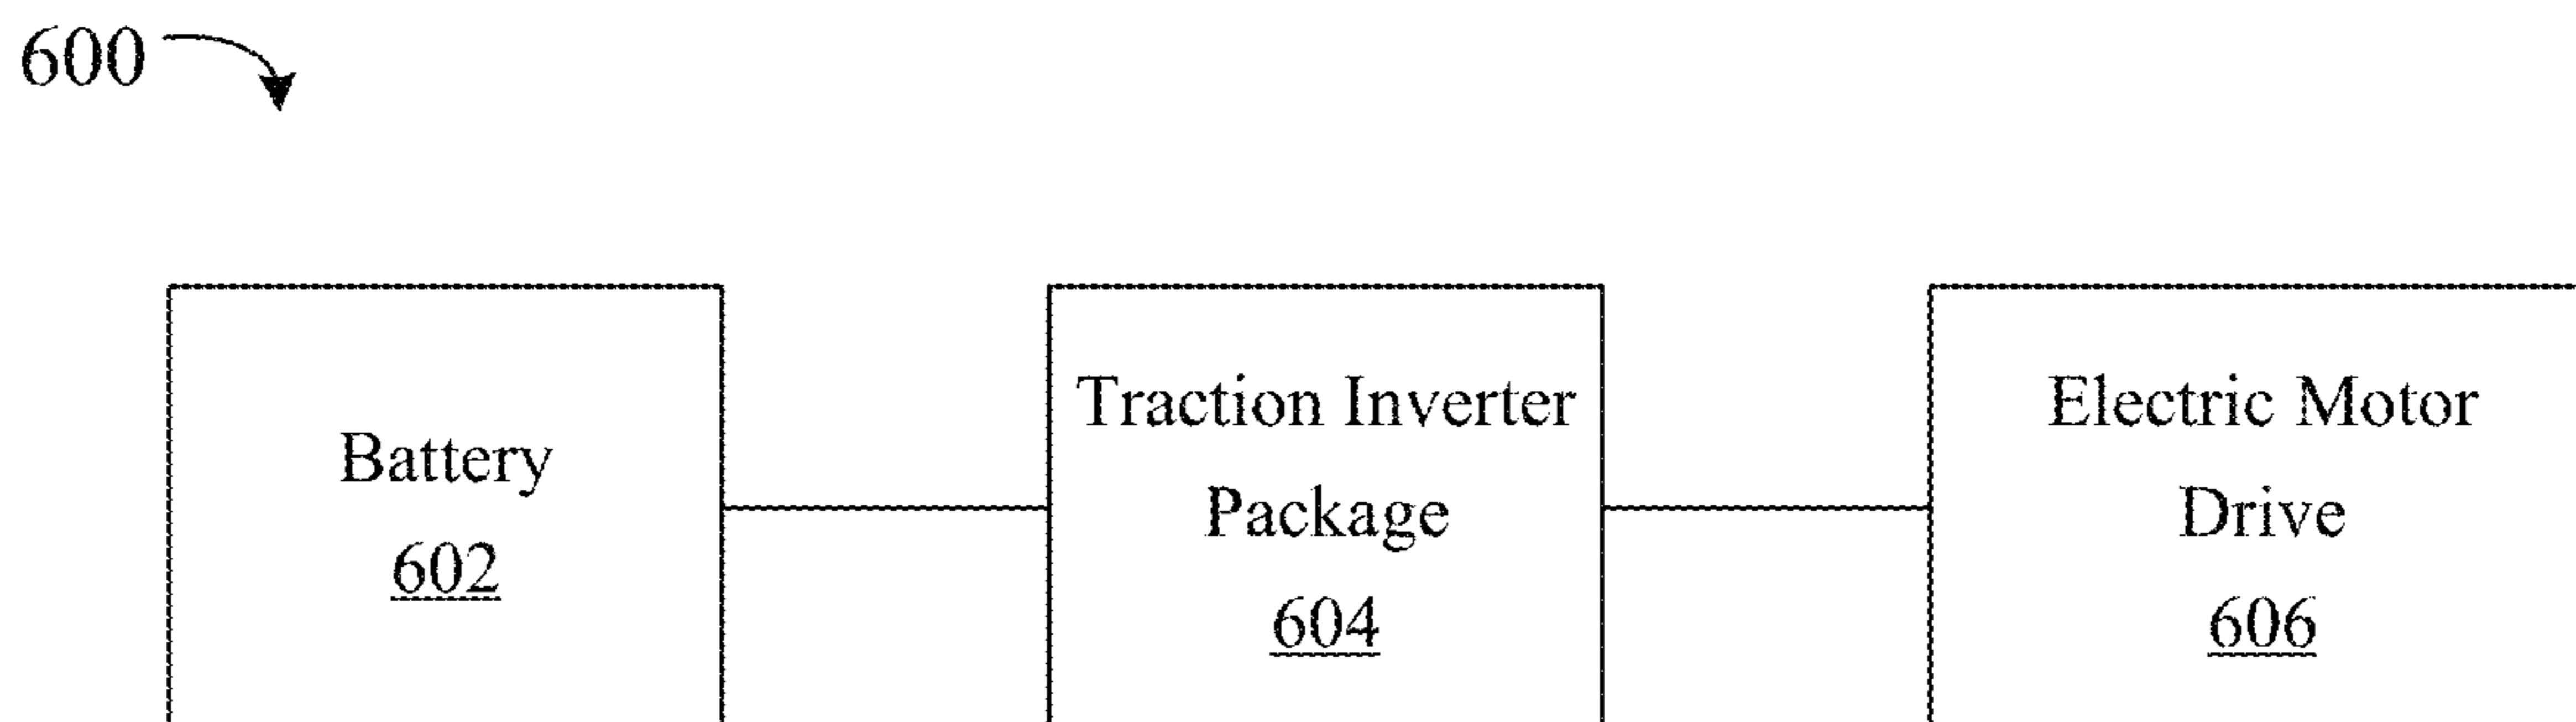 600
Battery
602
Traction Inverter
Package
604
Electric Motor
Drive
606